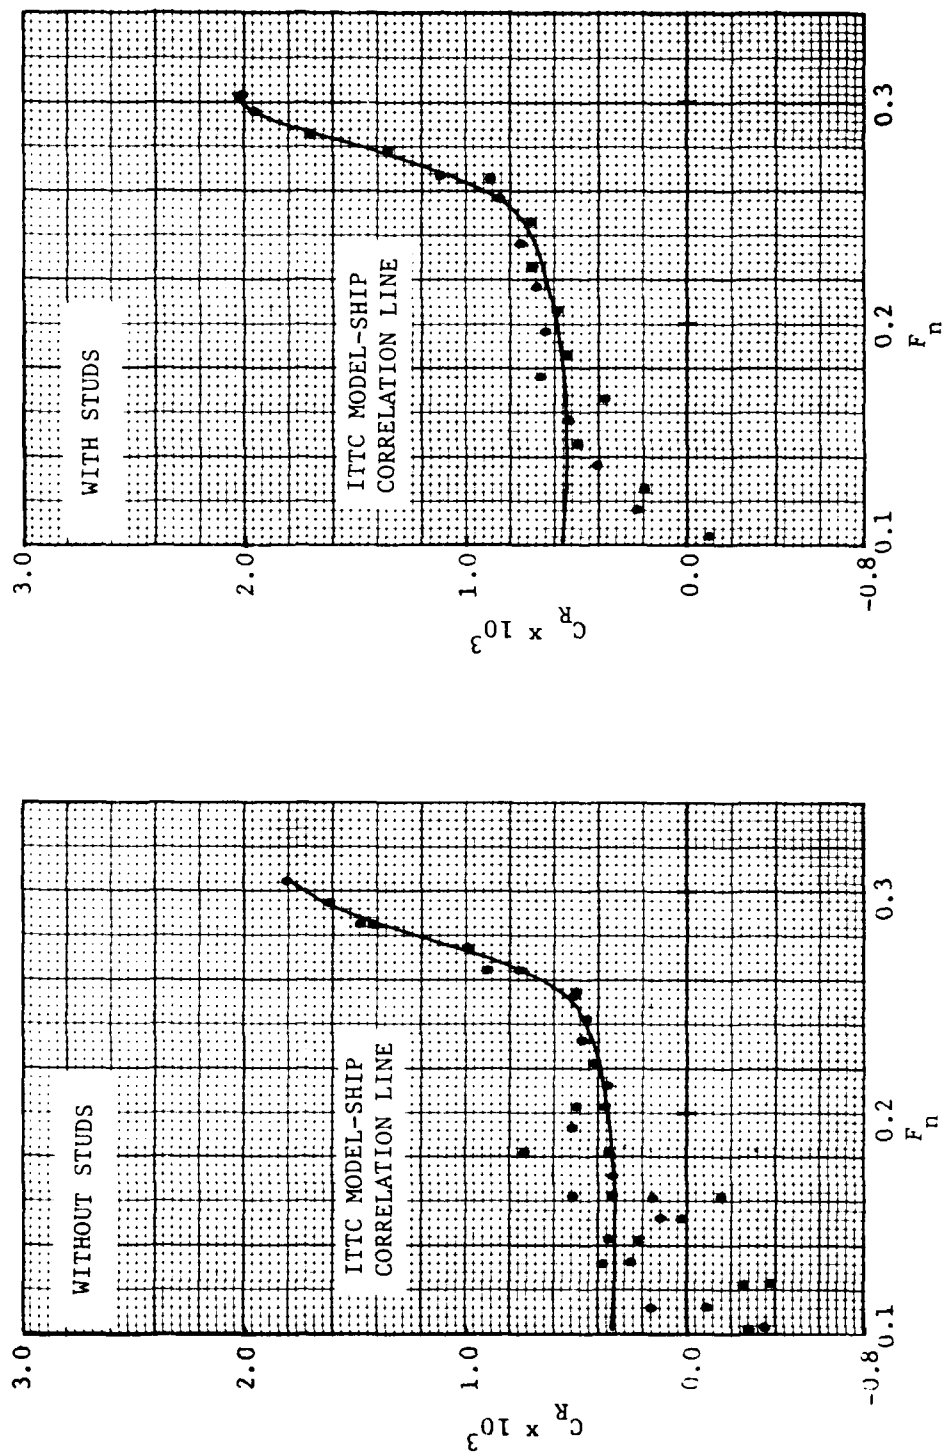 WITHOUT STUDS
ITTC MODEL-SHIP
CORRELATION LINE
3.0
2.0
1.0
0.0
-0.8
C_R x 10^3
0.1
0.2
0.3
F_n
WITH STUDS
ITTC MODEL-SHIP
CORRELATION LINE
3.0
2.0
1.0
0.0
-0.8
C_R x 10^3
0.1
0.2
0.3
F_n